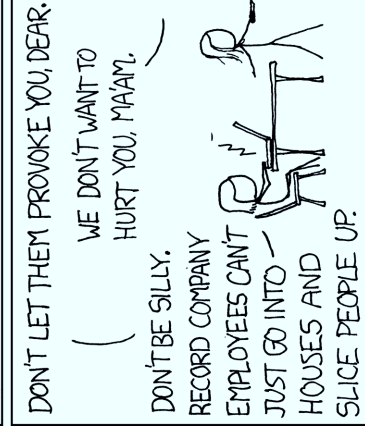 DON'T LET THEM PROVOKE YOU, DEAR.
WE DON'T WANT TO
HURT YOU, MA'AM.
DON'T BE SILLY.
RECORD COMPANY
EMPLOYEES CAN'T
JUST GO INTO
HOUSES AND
SLICE PEOPLE UP.